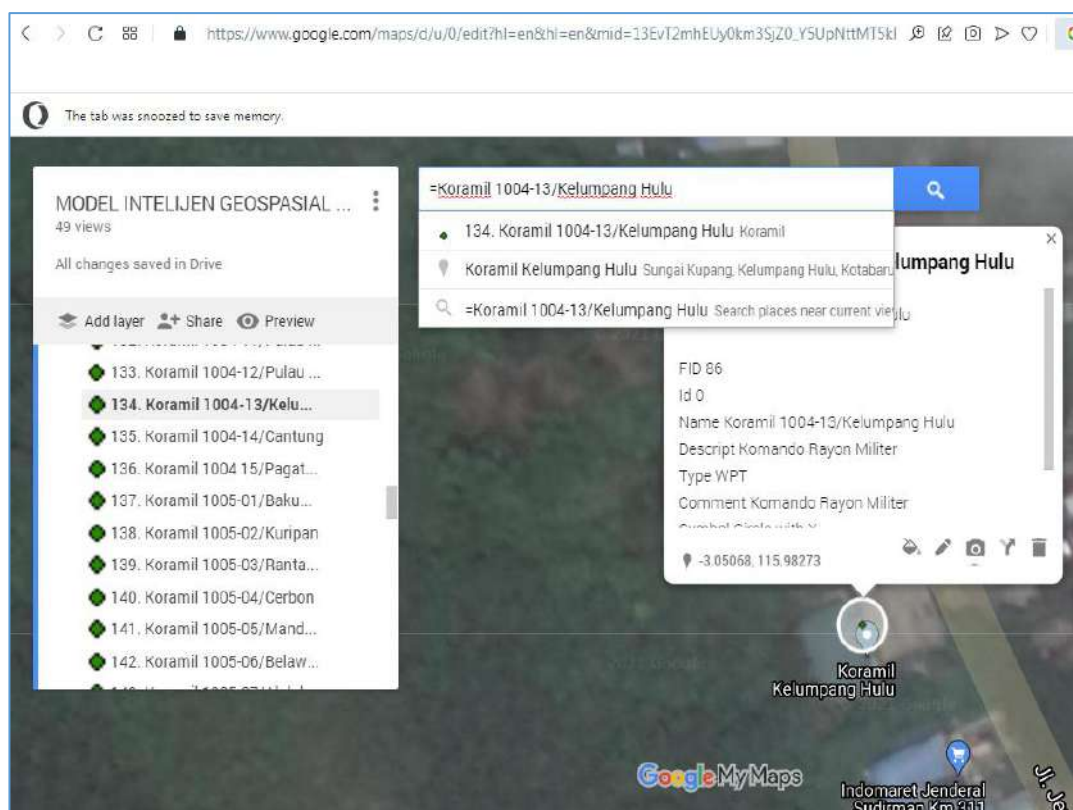 https://www.google.com/maps/d/u/0/edit?hl=en&hl=en&mid=13EvT2mhEUy0km3SjZ0_Y5UpNttMT5kl
The tab was snoozed to save memory.
MODEL INTELIJEN GEOSPASIAL ...
49 views
All changes saved in Drive
Add layer Share Preview
133. Koramil 1004-12/Pulau ...
134. Koramil 1004-13/Kelu...
135. Koramil 1004-14/Cantung
136. Koramil 1004 15/Pagat...
137. Koramil 1005-01/Baku...
138. Koramil 1005-02/Kuripan
139. Koramil 1005-03/Ranta...
140. Koramil 1005-04/Cerbon
141. Koramil 1005-05/Mand...
142. Koramil 1005-06/Belaw...
=Koramil 1004-13/Kelumpang Hulu
134. Koramil 1004-13/Kelumpang Hulu Koramil
Koramil Kelumpang Hulu Sungai Kupang, Kelumpang Hulu, Kotabaru
=Koramil 1004-13/Kelumpang Hulu Search places near current view
lumpang Hulu
FID 86
Id 0
Name Koramil 1004-13/Kelumpang Hulu
Descript Komando Rayon Militer
Type WPT
Comment Komando Rayon Militer
Symbol Circle with X
-3.05068, 115.98273
Koramil
Kelumpang Hulu
Google My Maps
Indomaret Jenderal
Sudirman Km 311